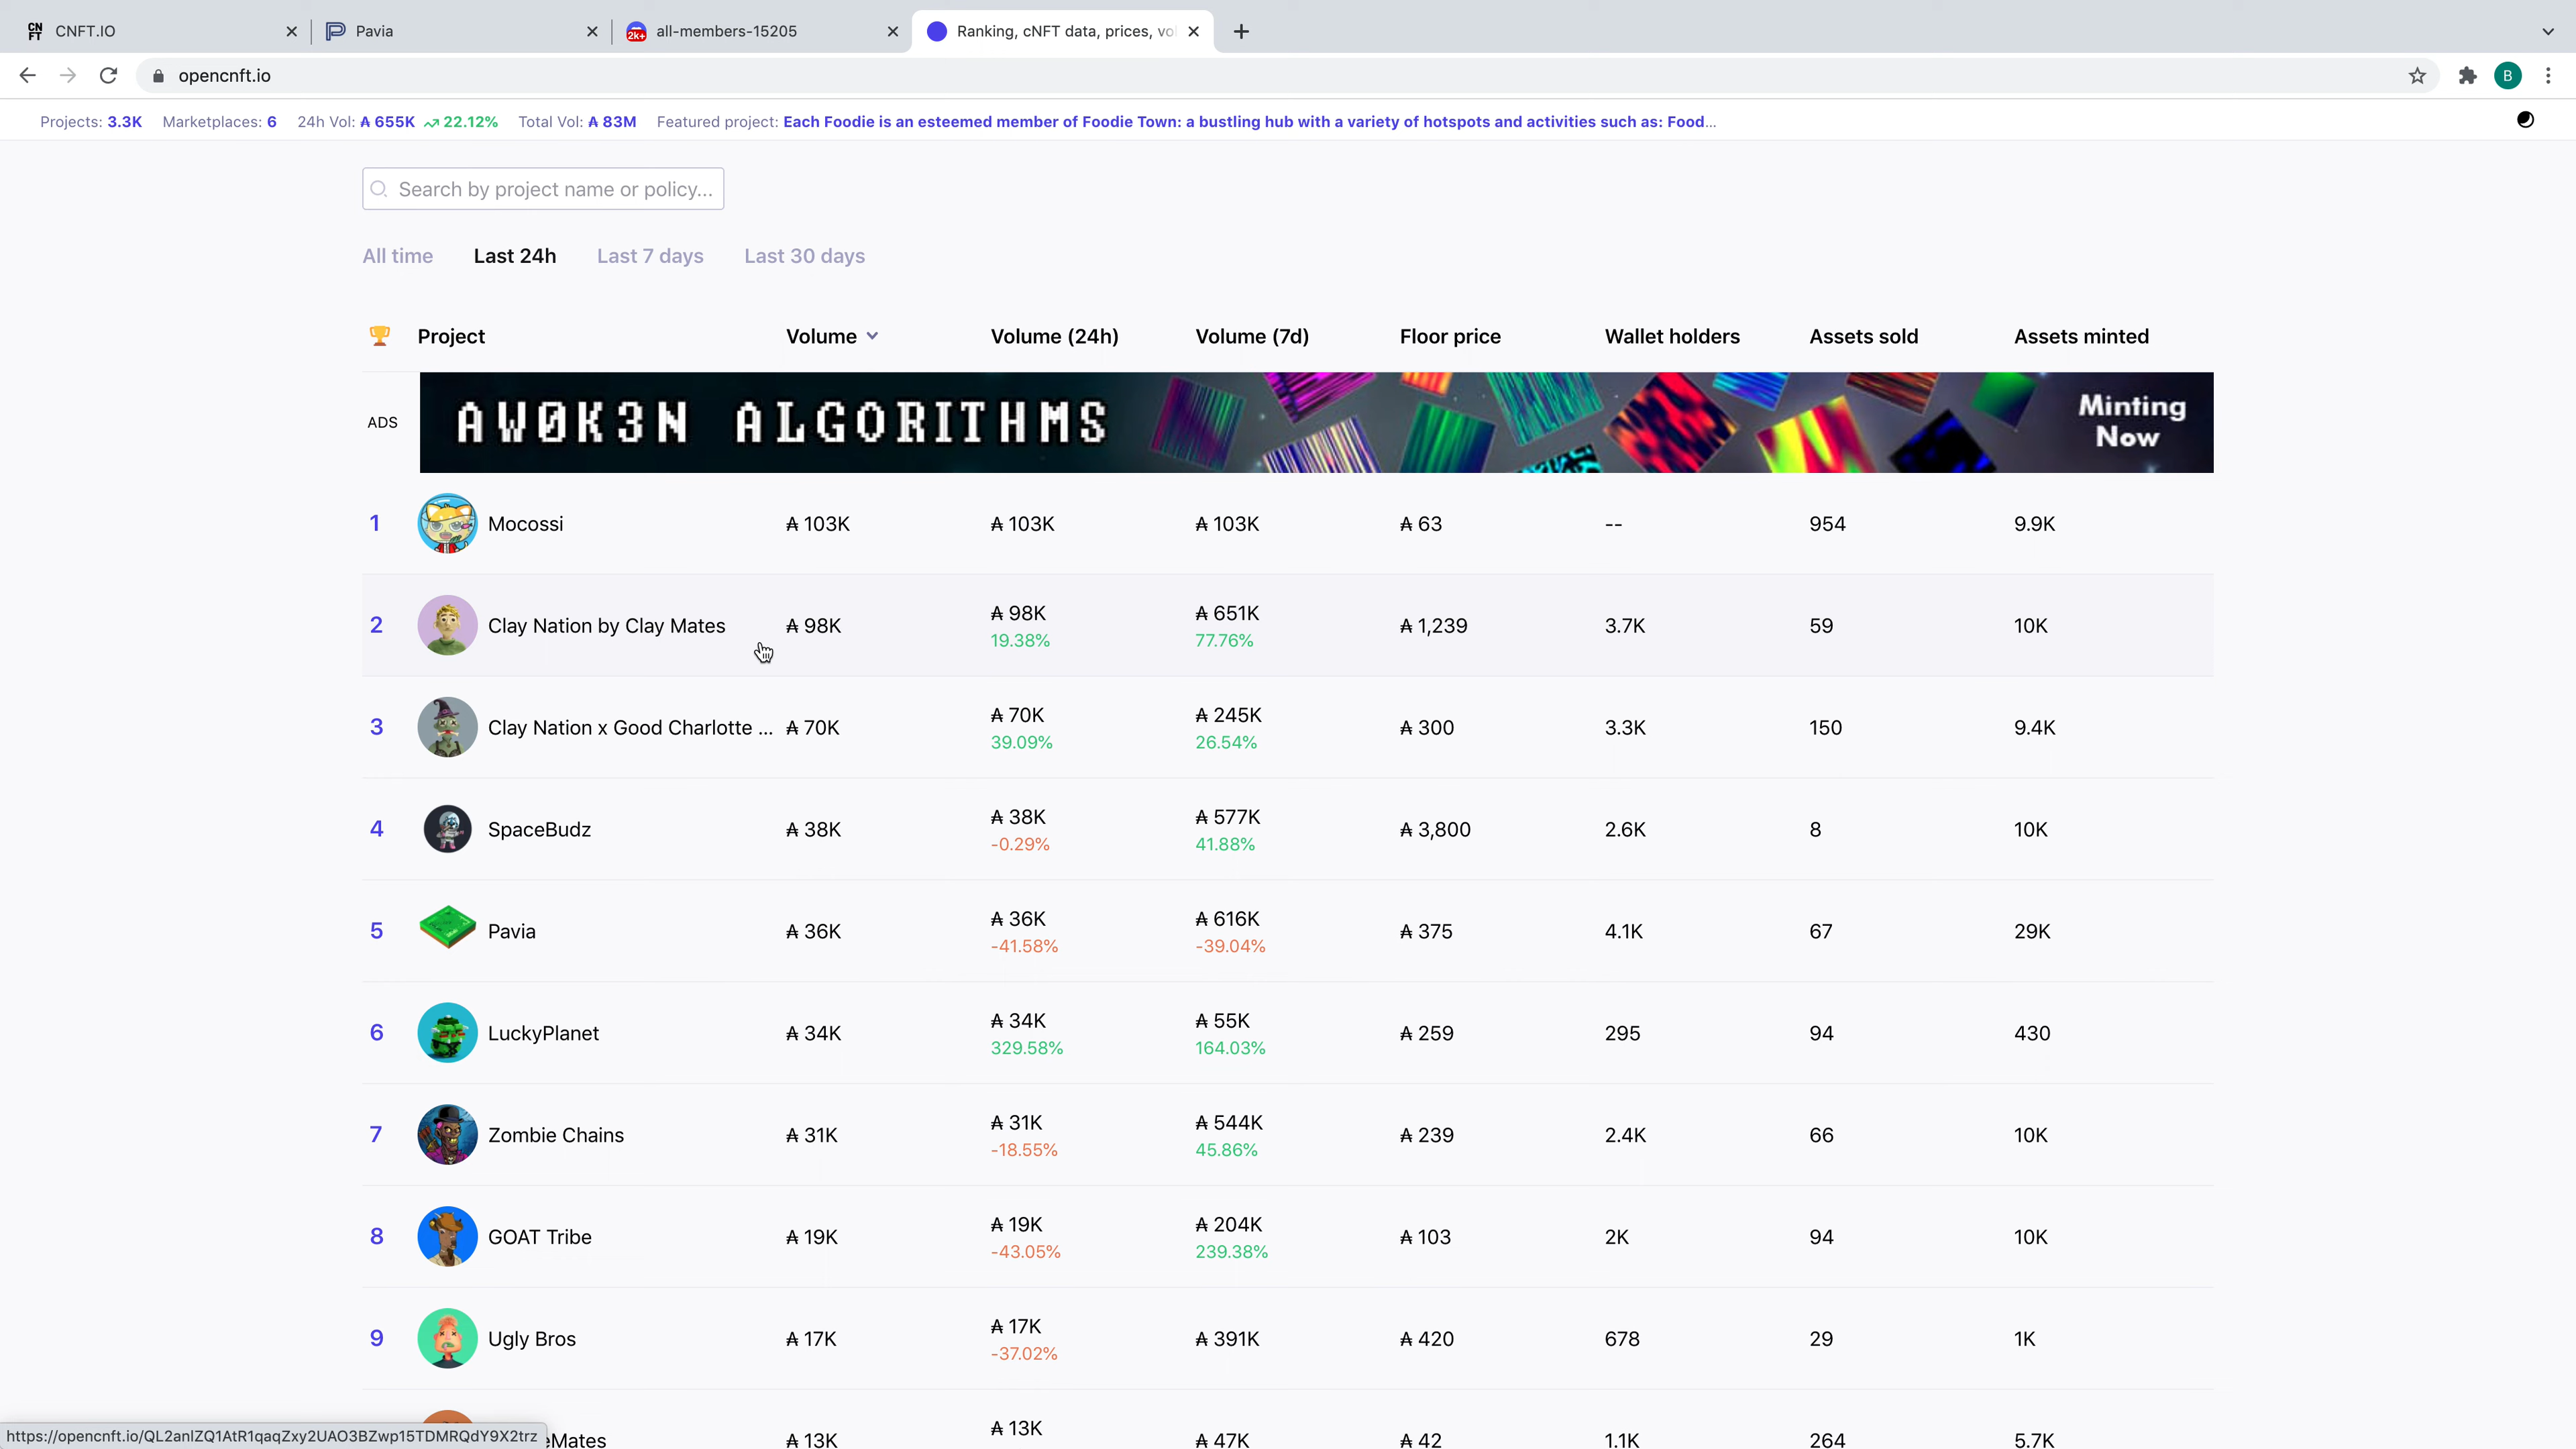 CNFT.IO
Pavia
all-members-15205
Ranking, cNFT data, prices, vo
opencnft.io
B
Projects: 3.3K Marketplaces: 6 24h Vol: ₳ 655K 22.12% Total Vol: ₳ 83M Featured project: Each Foodie is an esteemed member of Foodie Town: a bustling hub with a variety of hotspots and activities such as: Food...
Search by project name or policy...
All time Last 24h Last 7 days Last 30 days
Project Volume Volume (24h) Volume (7d) Floor price Wallet holders Assets sold Assets minted
ADS
AWØK3N ALGORITHMS
Minting
Now
1 Mocossi ₳ 103K ₳ 103K ₳ 103K ₳ 63 -- 954 9.9K
2 Clay Nation by Clay Mates ₳ 98K ₳ 98K ₳ 651K ₳ 1,239 3.7K 59 10K
19.38% 77.76%
3 Clay Nation x Good Charlotte ... ₳ 70K ₳ 70K ₳ 245K ₳ 300 3.3K 150 9.4K
39.09% 26.54%
4 SpaceBudz ₳ 38K ₳ 38K ₳ 577K ₳ 3,800 2.6K 8 10K
-0.29% 41.88%
5 Pavia ₳ 36K ₳ 36K ₳ 616K ₳ 375 4.1K 67 29K
-41.58% -39.04%
6 LuckyPlanet ₳ 34K ₳ 34K ₳ 55K ₳ 259 295 94 430
329.58% 164.03%
7 Zombie Chains ₳ 31K ₳ 31K ₳ 544K ₳ 239 2.4K 66 10K
-18.55% 45.86%
8 GOAT Tribe ₳ 19K ₳ 19K ₳ 204K ₳ 103 2K 94 10K
-43.05% 239.38%
9 Ugly Bros ₳ 17K ₳ 17K ₳ 391K ₳ 420 678 29 1K
-37.02%
eMates ₳ 13K ₳ 13K ₳ 47K ₳ 42 1.1K 264 5.7K
https://opencnft.io/QL2anlZQ1AtR1qaqZxy2UAO3BZwp15TDMRQdY9X2trz